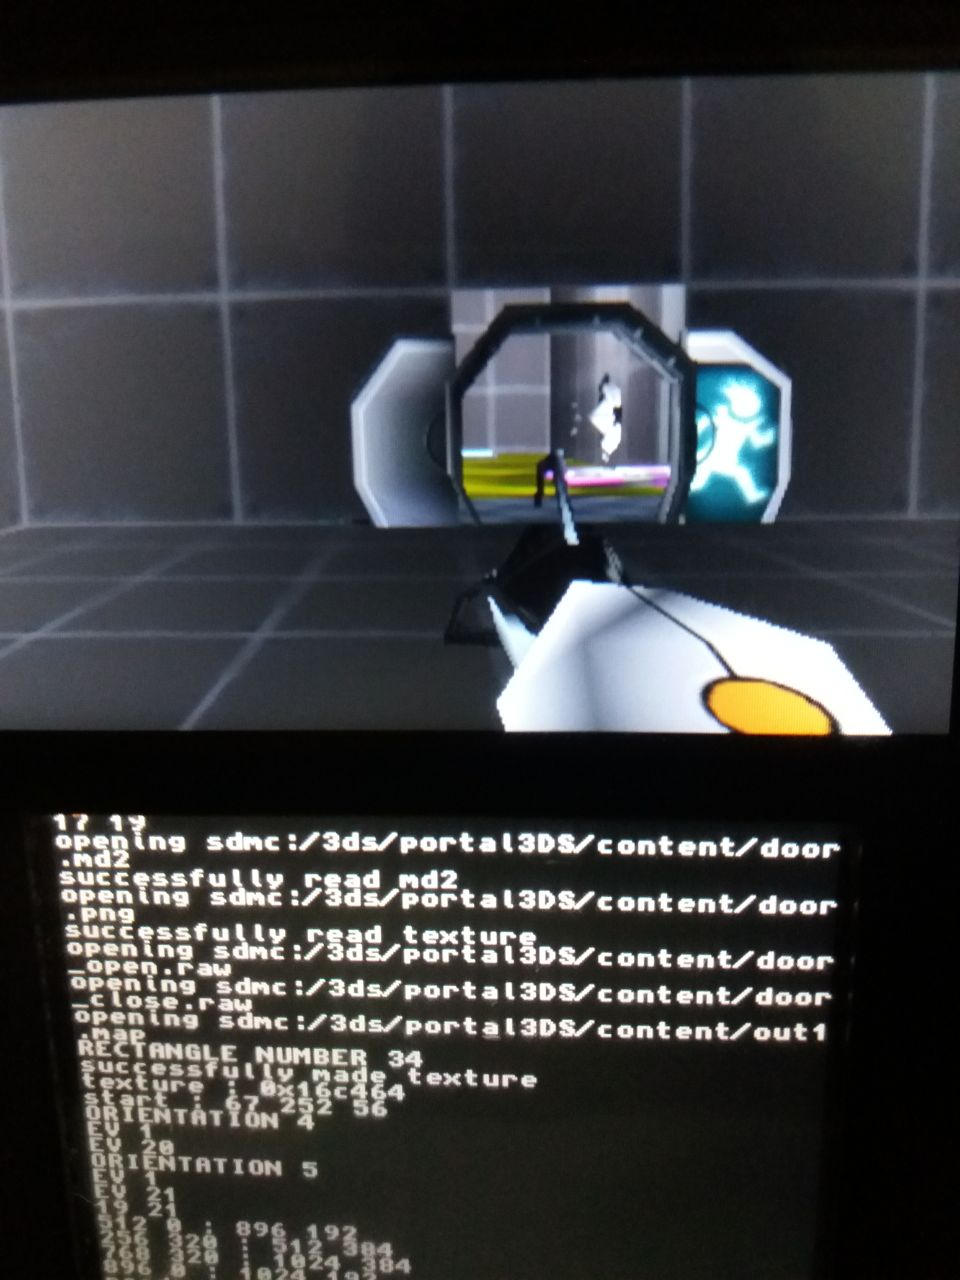 17 19
opening sdmc:/3ds/portal3DS/content/door
.md2
successfully read md2
opening sdmc:/3ds/portal3DS/content/door
.png
successfully read texture
opening sdmc:/3ds/portal3DS/content/door
_open.raw
opening sdmc:/3ds/portal3DS/content/door
_close.raw
opening sdmc:/3ds/portal3DS/content/out1
.map
RECTANGLE NUMBER 34
successfully made texture
texture : 0x16c464
start : 67 252 56
ORIENTATION 4
EV 1
EV 20
ORIENTATION 5
EV 1
EV 21
19 21
512 0 : 896 192
256 320 : 512 384
768 320 : 1024 384
896 0 : 1024 192